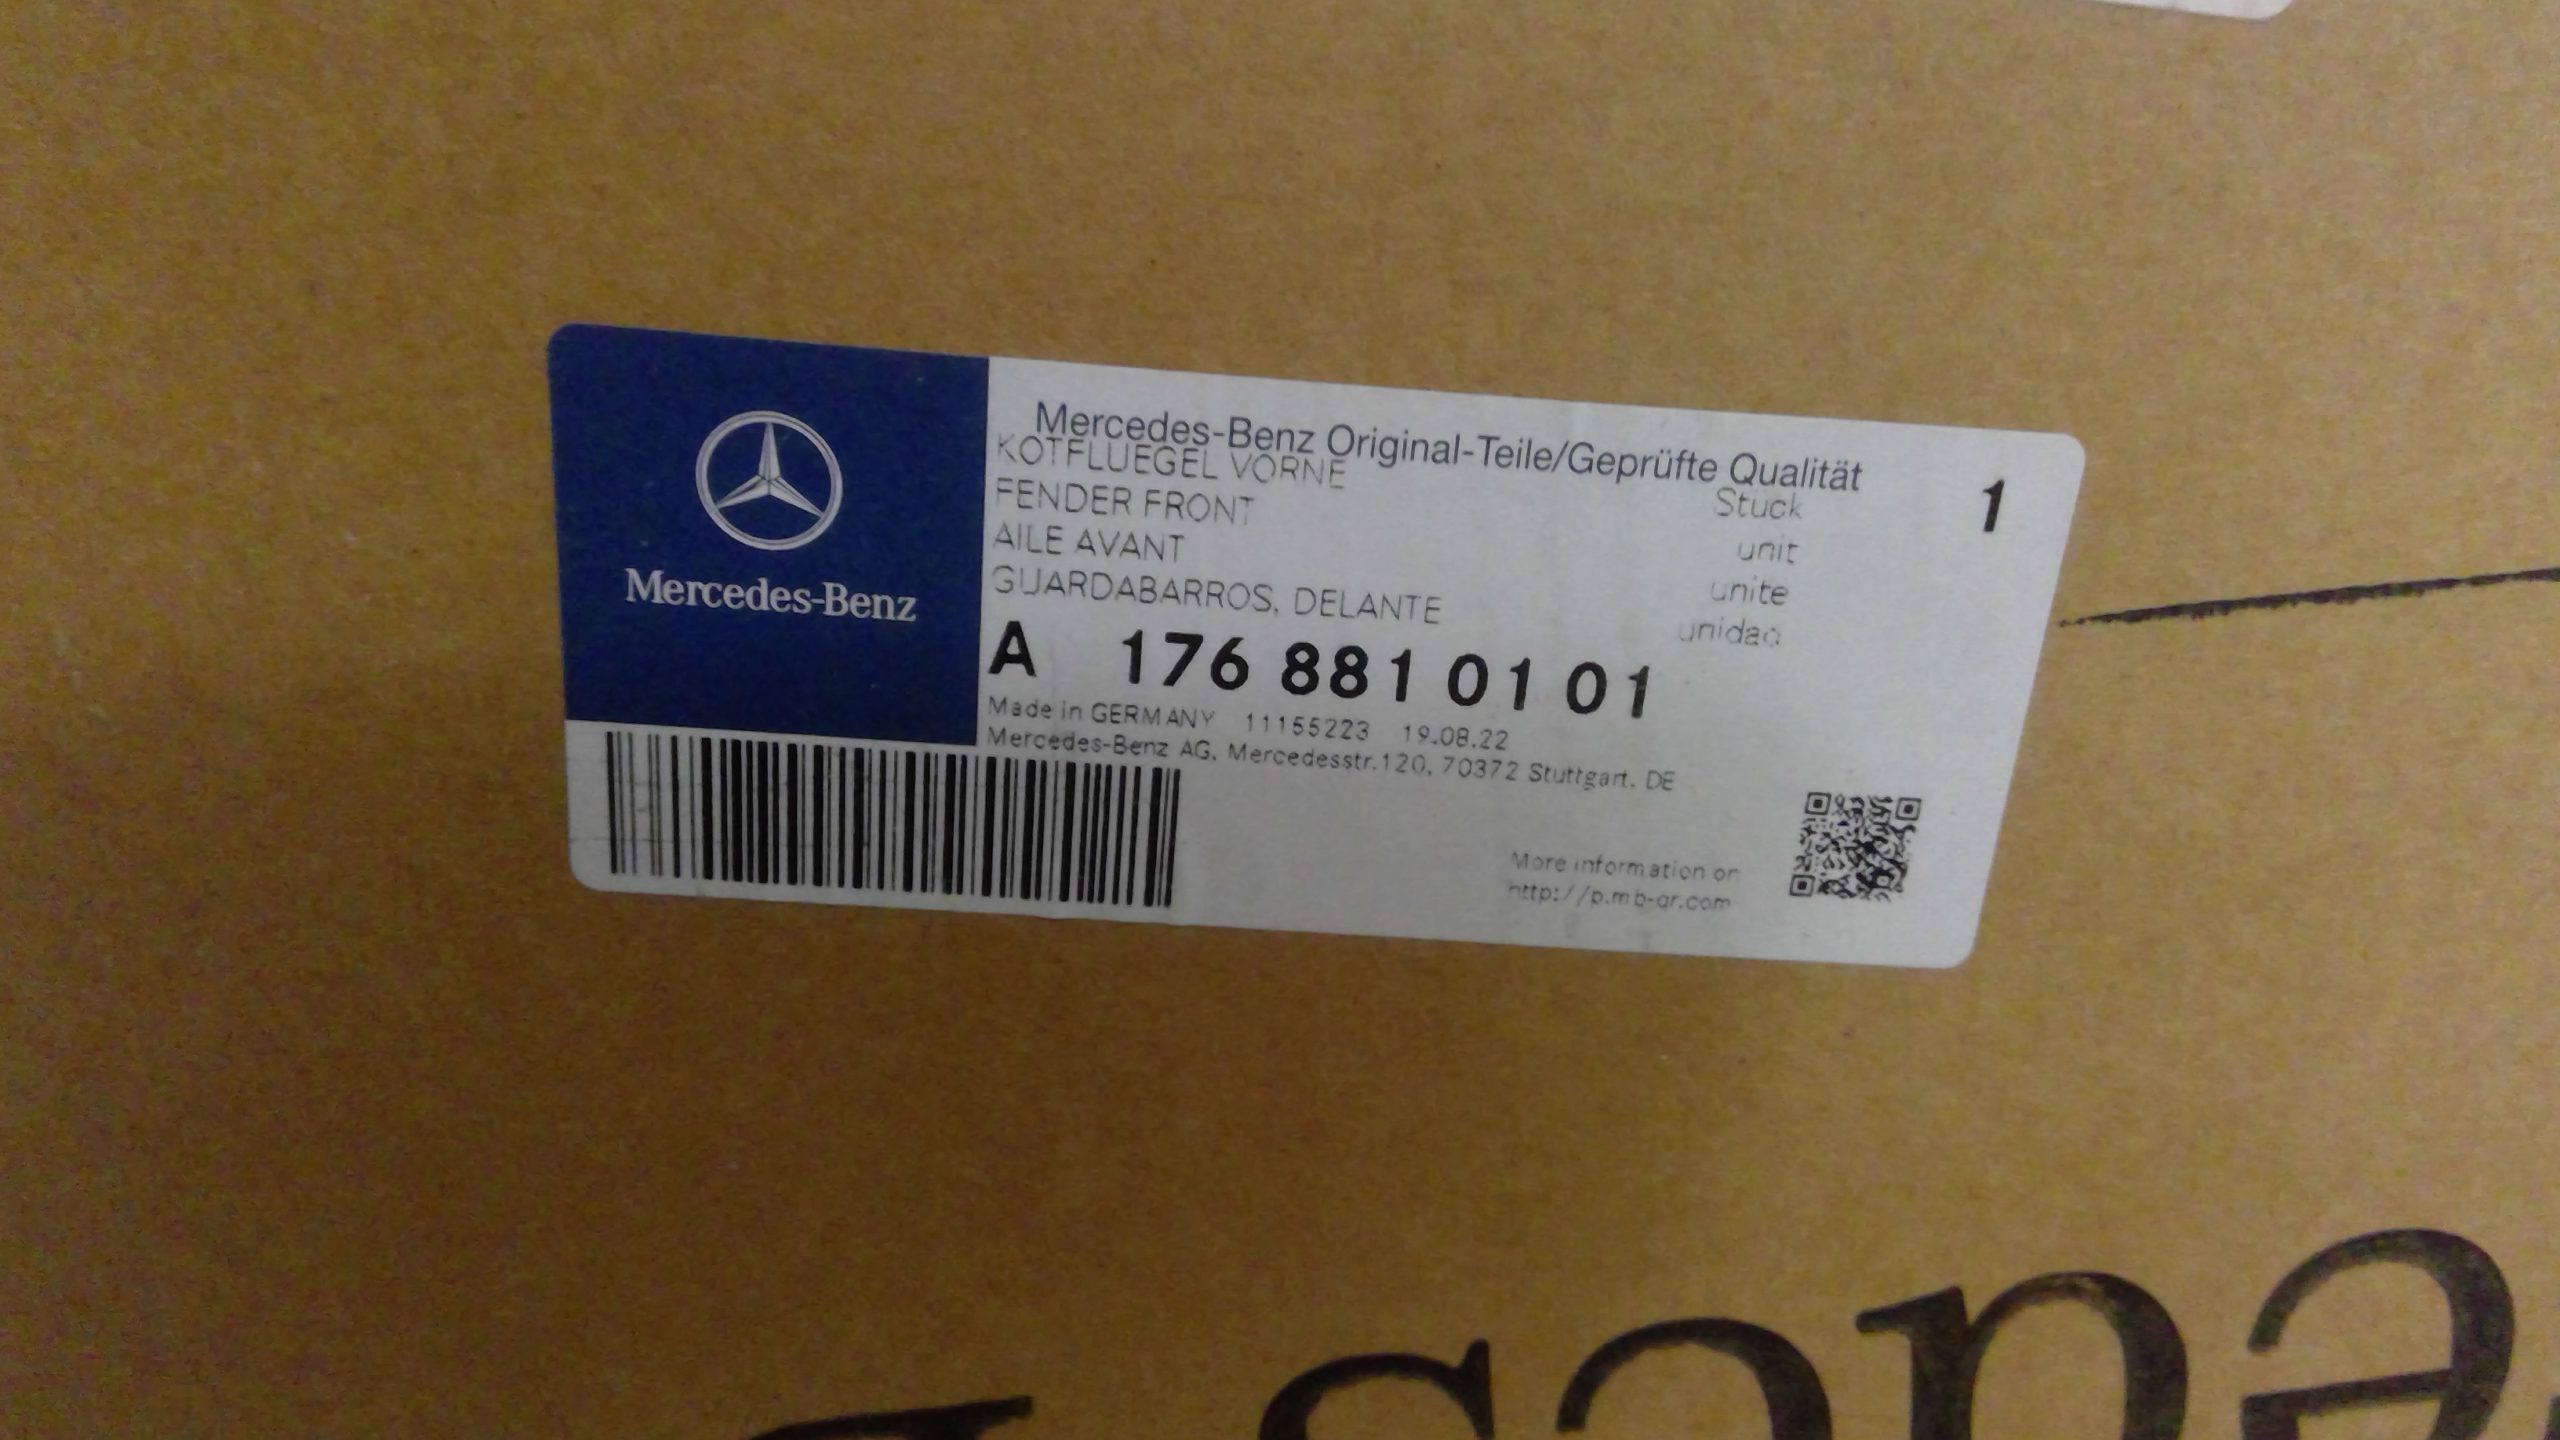 Mercedes-Benz
Mercedes-Benz Original-Teile/Geprüfte Qualität
KOTFLUEGEL VORNE
FENDER FRONT
AILE AVANT
GUARDABARROS, DELANTE
Stuck
unit
unite
unidad
1
A 176 881 01 01
Made in GERMANY 11155223 19.08.22
Mercedes-Benz AG, Mercedesstr.120, 70372 Stuttgart, DE
More information on
http://p.mb-qr.com